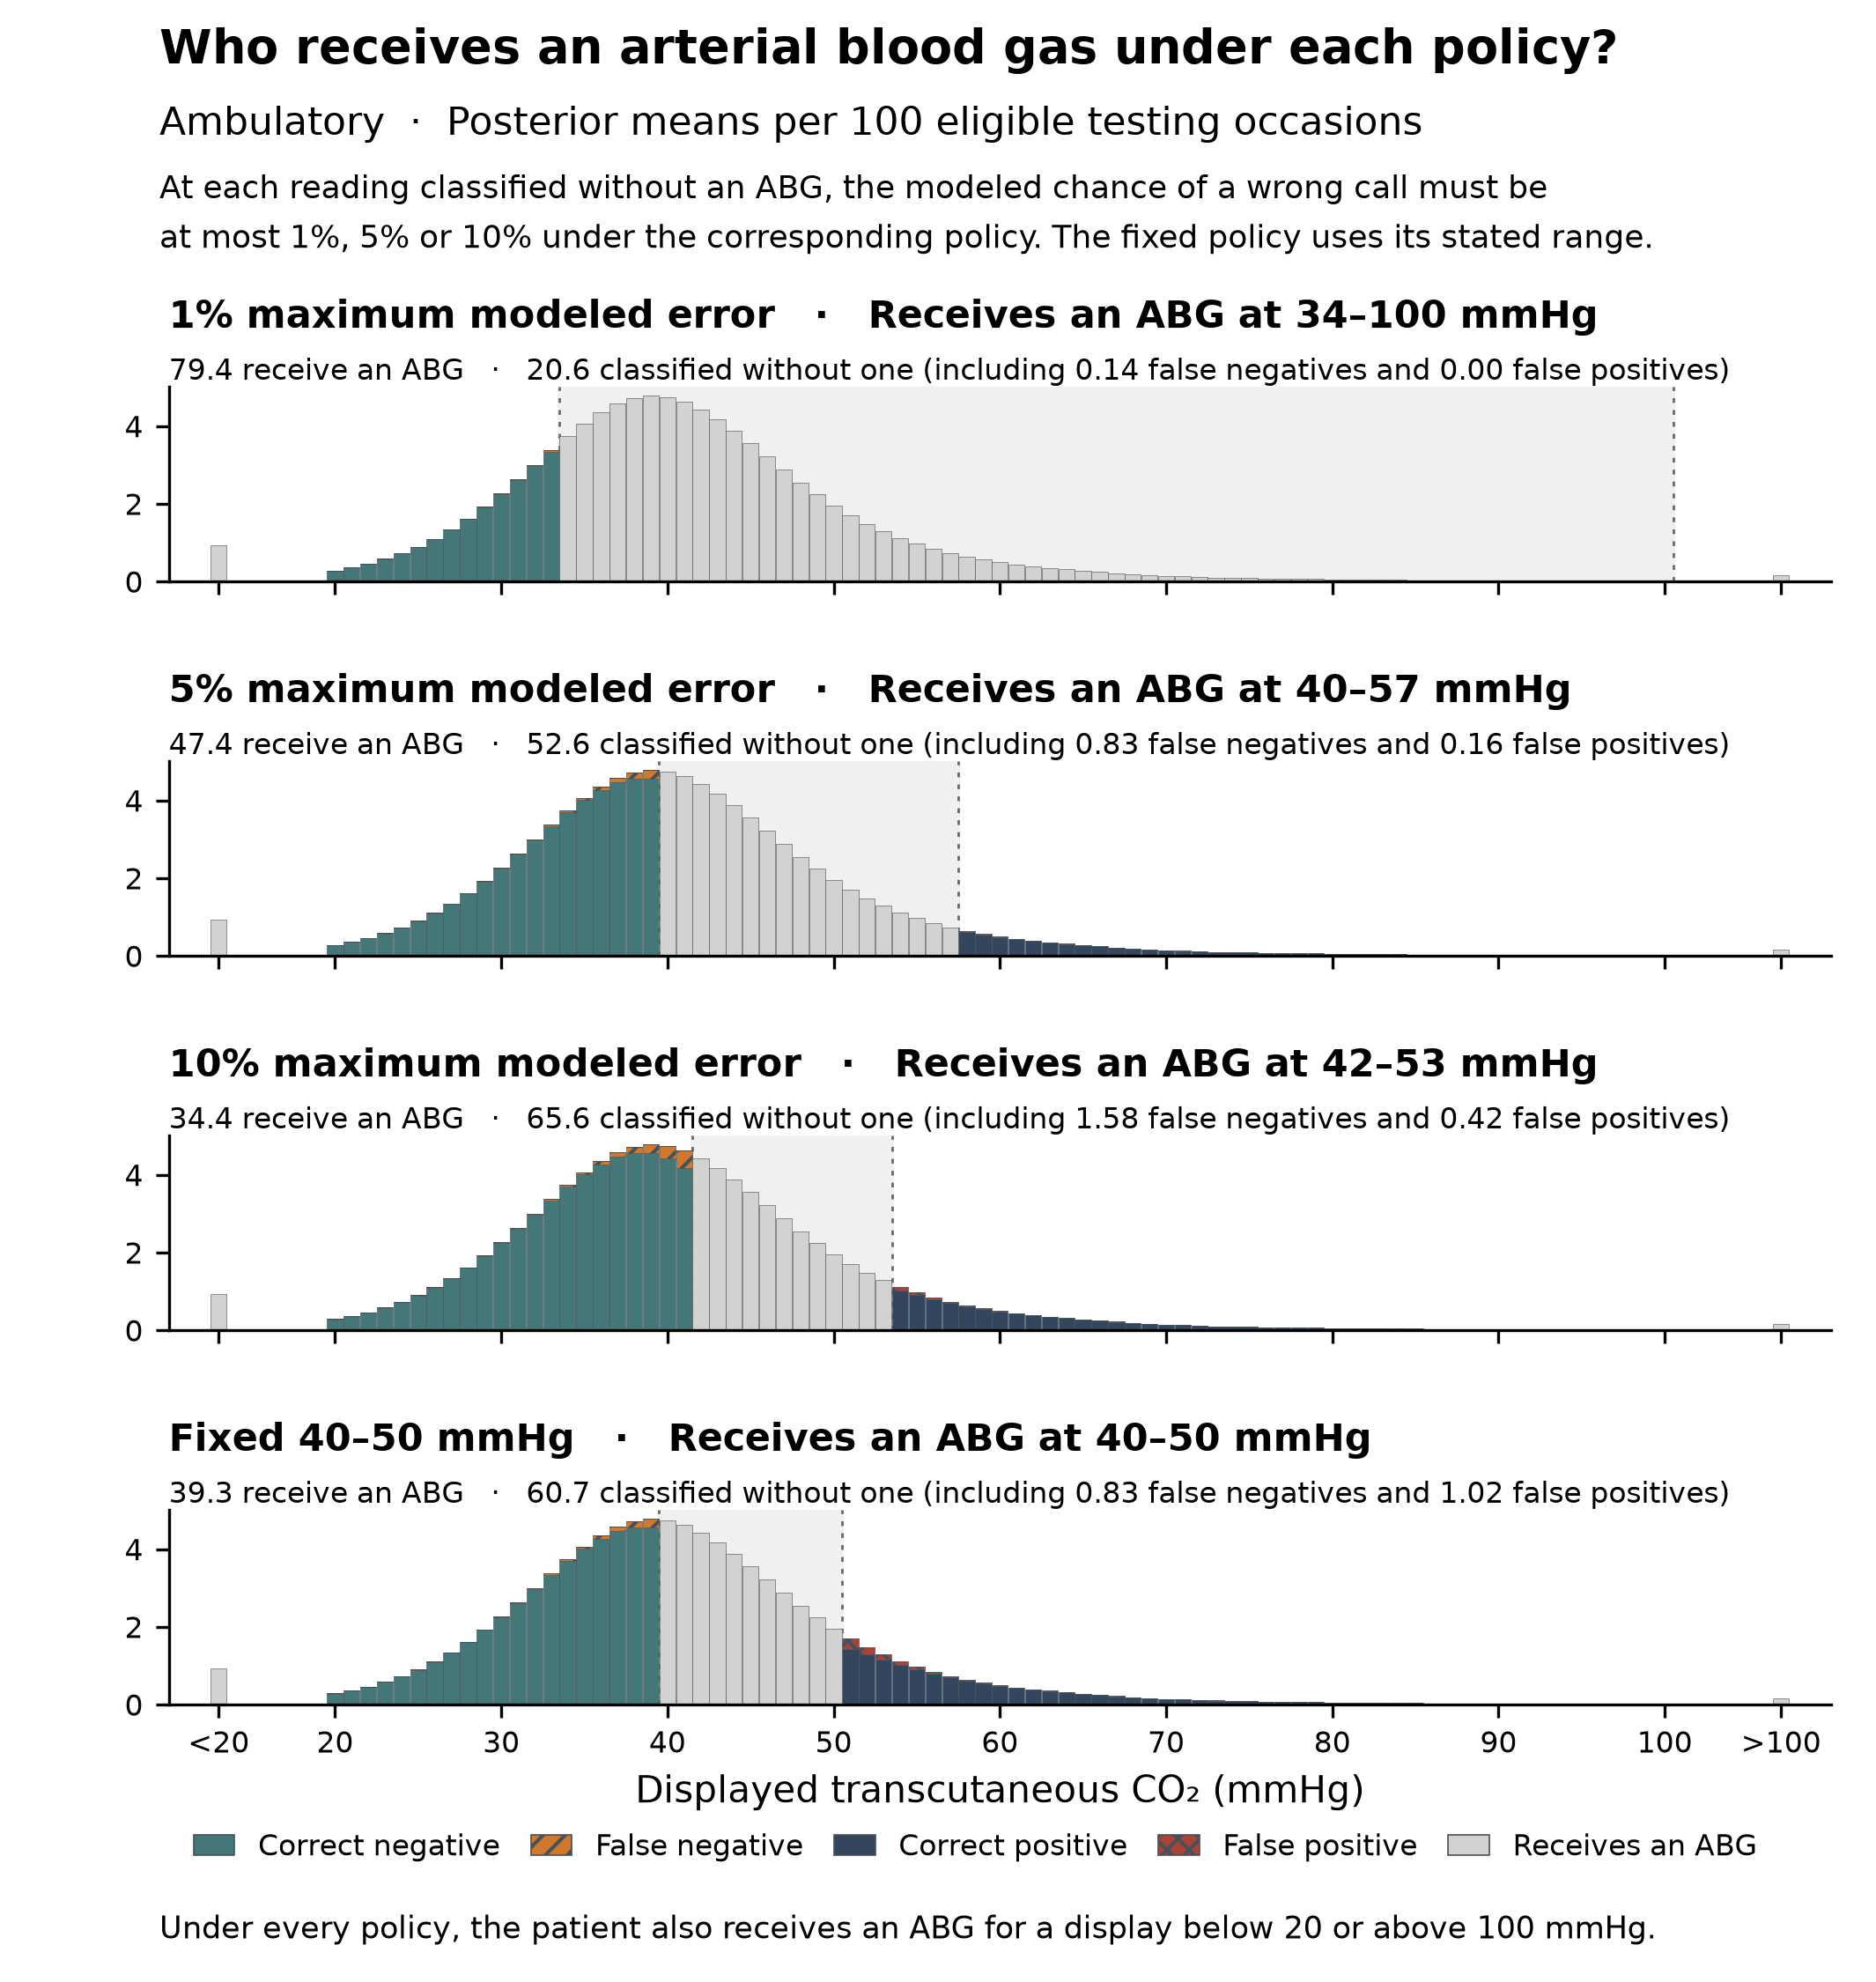 Who receives an arterial blood gas under each policy?
Ambulatory · Posterior means per 100 eligible testing occasions
At each reading classified without an ABG, the modeled chance of a wrong call must be
at most 1%, 5% or 10% under the corresponding policy. The fixed policy uses its stated range.
1% maximum modeled error · Receives an ABG at 34–100 mmHg
79.4 receive an ABG · 20.6 classified without one (including 0.14 false negatives and 0.00 false positives)
4
2
0
5% maximum modeled error · Receives an ABG at 40–57 mmHg
47.4 receive an ABG · 52.6 classified without one (including 0.83 false negatives and 0.16 false positives)
4
2
0
10% maximum modeled error · Receives an ABG at 42–53 mmHg
34.4 receive an ABG · 65.6 classified without one (including 1.58 false negatives and 0.42 false positives)
4
2
0
Fixed 40–50 mmHg · Receives an ABG at 40–50 mmHg
39.3 receive an ABG · 60.7 classified without one (including 0.83 false negatives and 1.02 false positives)
4
2
0
<20 20 30 40 50 60 70 80 90 100 >100
Displayed transcutaneous CO₂ (mmHg)
Correct negative False negative Correct positive False positive Receives an ABG
Under every policy, the patient also receives an ABG for a display below 20 or above 100 mmHg.